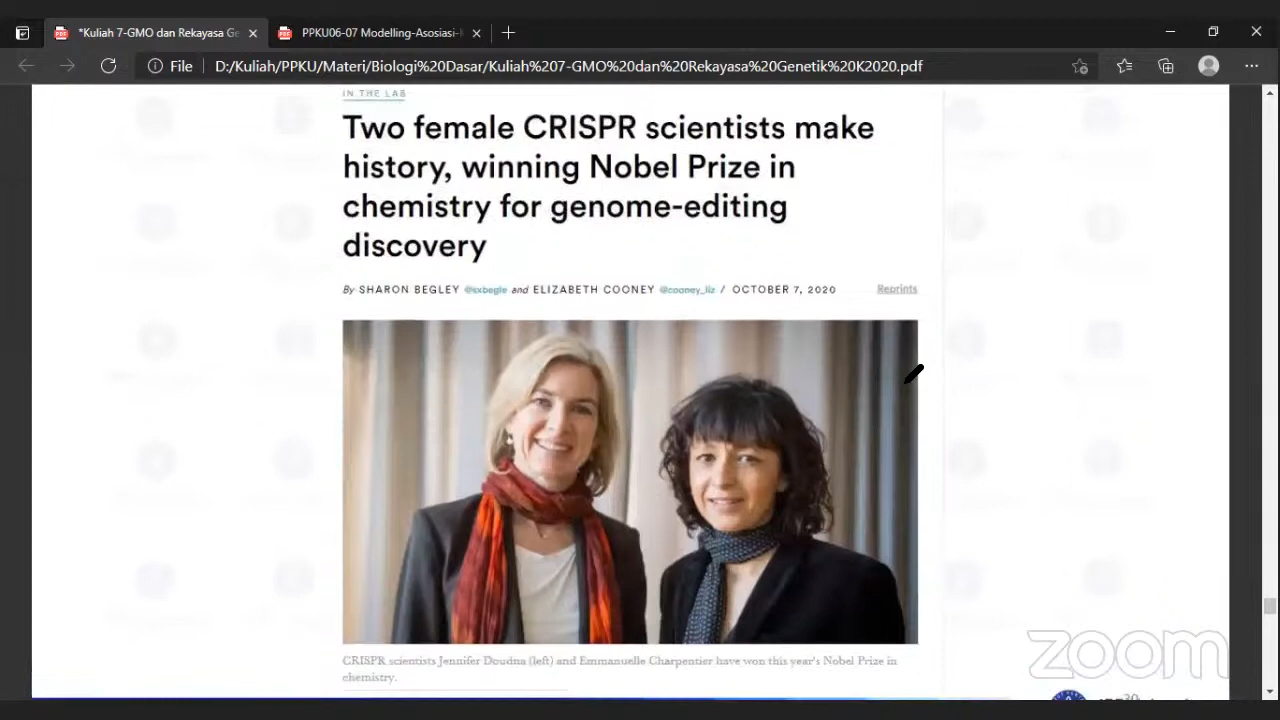 *Kuliah 7-GMO dan Rekayasa Ge
PPKU06-07 Modelling-Asosiasi-
File
D:/Kuliah/PPKU/Materi/Biologi%20Dasar/Kuliah%207-GMO%20dan%20Rekayasa%20Genetik%20K2020.pdf
IN THE LAB
Two female CRISPR scientists make
history, winning Nobel Prize in
chemistry for genome-editing
discovery
By SHARON BEGLEY @sxbegle and ELIZABETH COONEY @cooney_liz / OCTOBER 7, 2020
Reprints
CRISPR scientists Jennifer Doudna (left) and Emmanuelle Charpentier have won this year's Nobel Prize in
chemistry.
zoom